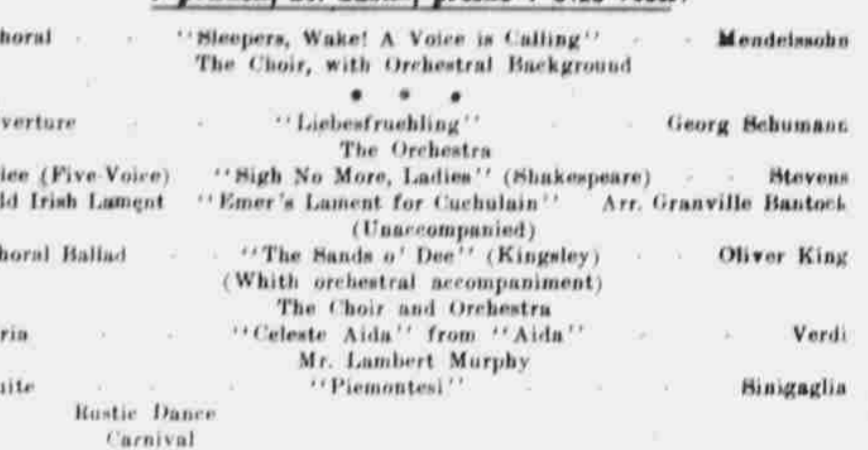 horal "Sleepers, Wake! A Voice is Calling" Mendelssohn
The Choir, with Orchestral Background
verture "Liebesfruehling" Georg Schumann
The Orchestra
lee (Five-Voice) "Sigh No More, Ladies" (Shakespeare) Stevens
ld Irish Lament "Emer's Lament for Cuchulain" Arr. Granville Bantock
(Unaccompanied)
horal Ballad "The Sands o' Dee" (Kingsley) Oliver King
(Whith orchestral accompaniment)
The Choir and Orchestra
ria "Celeste Aida" from "Aida" Verdi
Mr. Lambert Murphy
uite "Piemontesi" Sinigaglia
Rustic Dance
Carnival